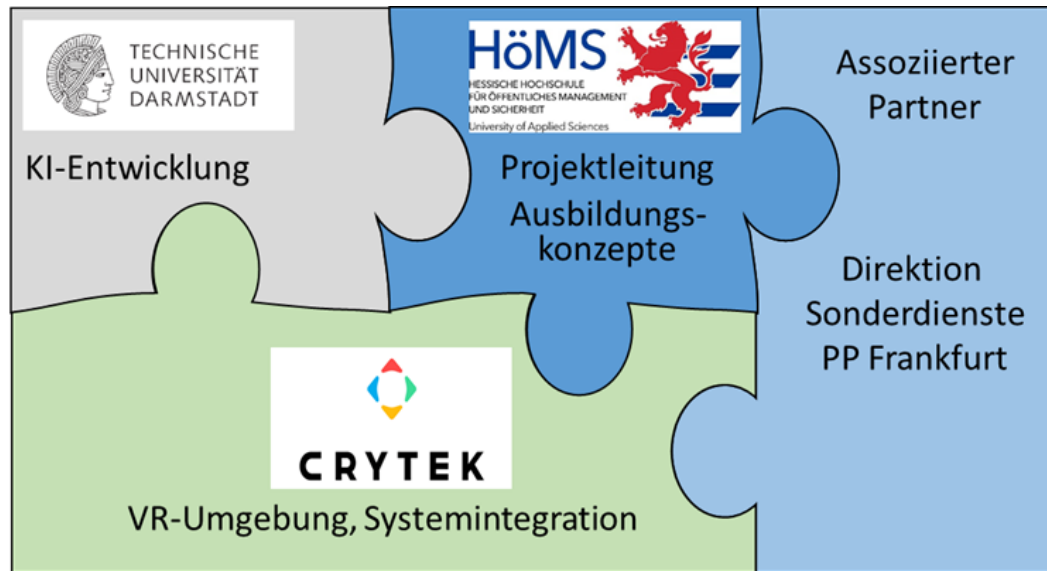 TECHNISCHE
UNIVERSITÄT
DARMSTADT
KI-Entwicklung
HöMS
HESSISCHE HOCHSCHULE
FÜR ÖFFENTLICHES MANAGEMENT
UND SICHERHEIT
University of Applied Sciences
Projektleitung
Ausbildungs-
konzepte
Assoziierter
Partner
Direktion
Sonderdienste
PP Frankfurt
CRYTEK
VR-Umgebung, Systemintegration